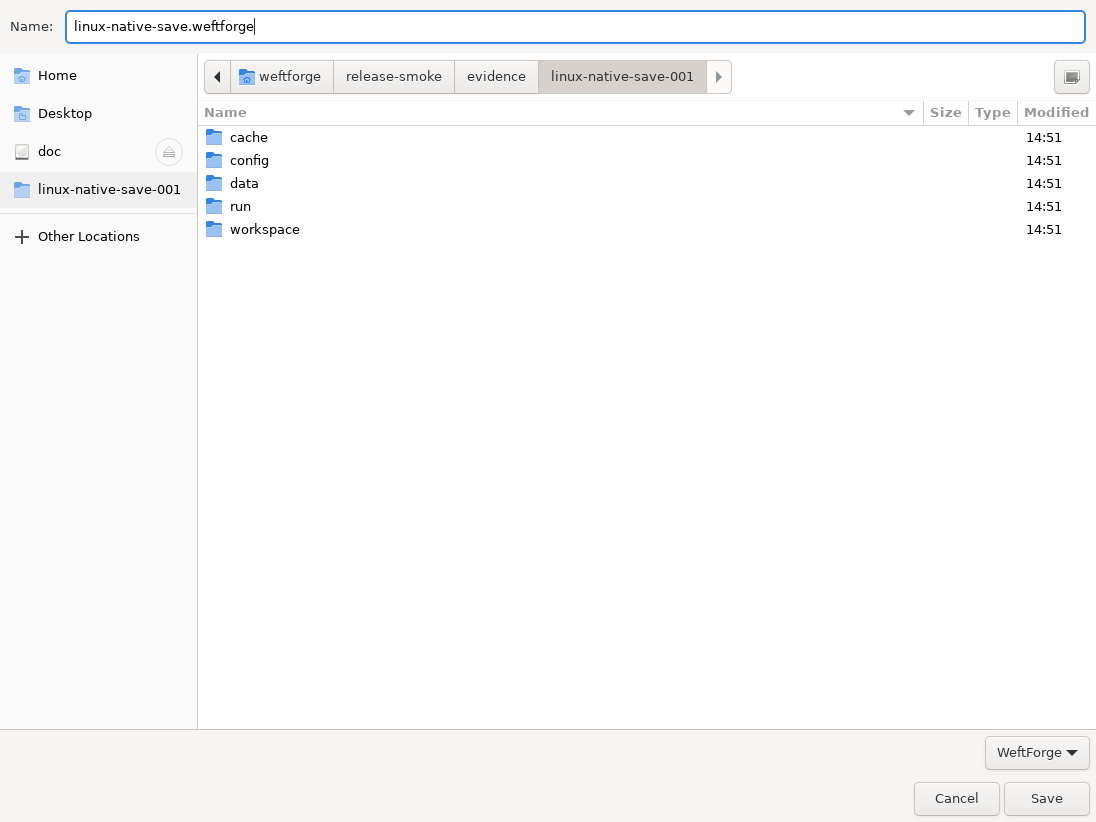 Name: linux-native-save.weftforge
Home
Desktop
doc
linux-native-save-001
Other Locations
weftforge release-smoke evidence linux-native-save-001
Name Size Type Modified
cache 14:51
config 14:51
data 14:51
run 14:51
workspace 14:51
WeftForge
Cancel Save